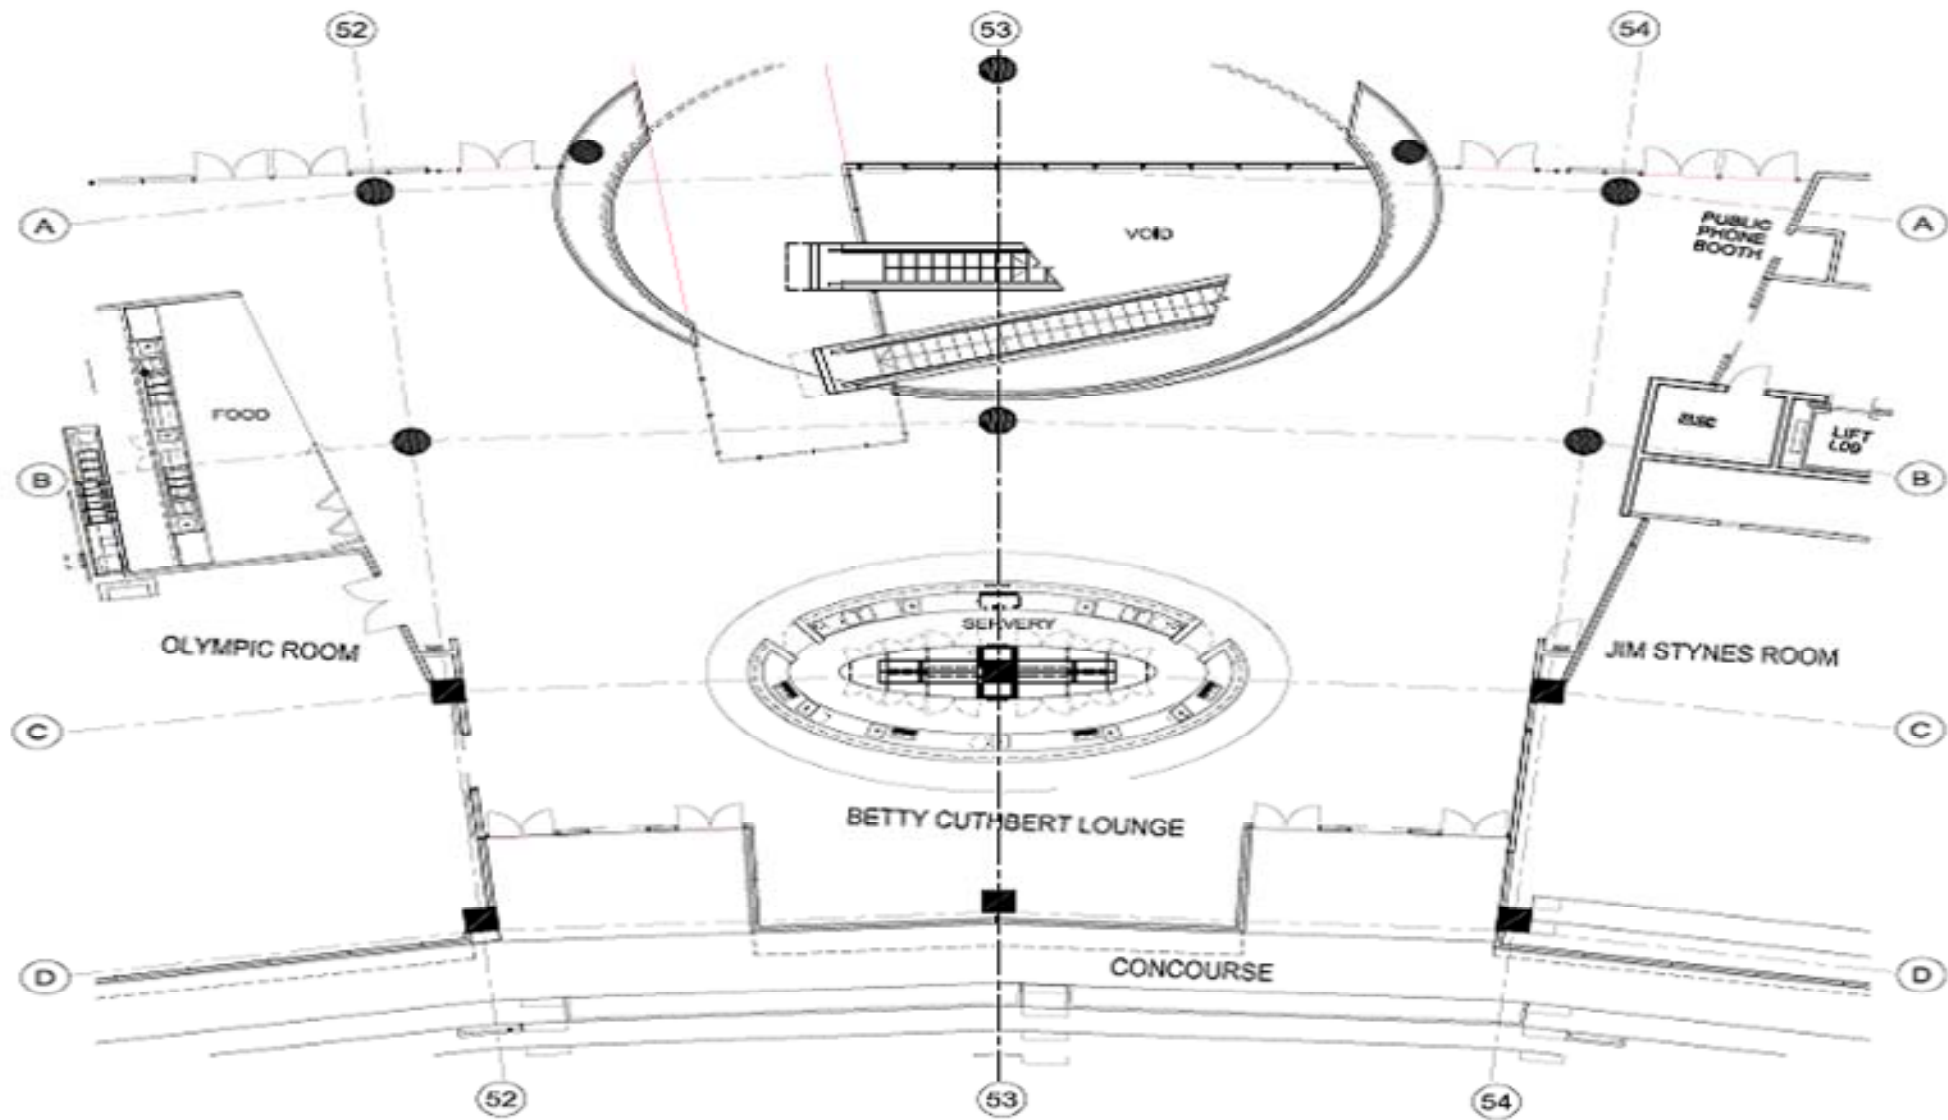 52
53
54
A
A
VOID
PUBLIC
PHONE
BOOTH
FOOD
LIFT
B
B
SERVERY
OLYMPIC ROOM
JIM STYNES ROOM
C
C
BETTY CUTHBERT LOUNGE
CONCOURSE
D
D
52
53
54